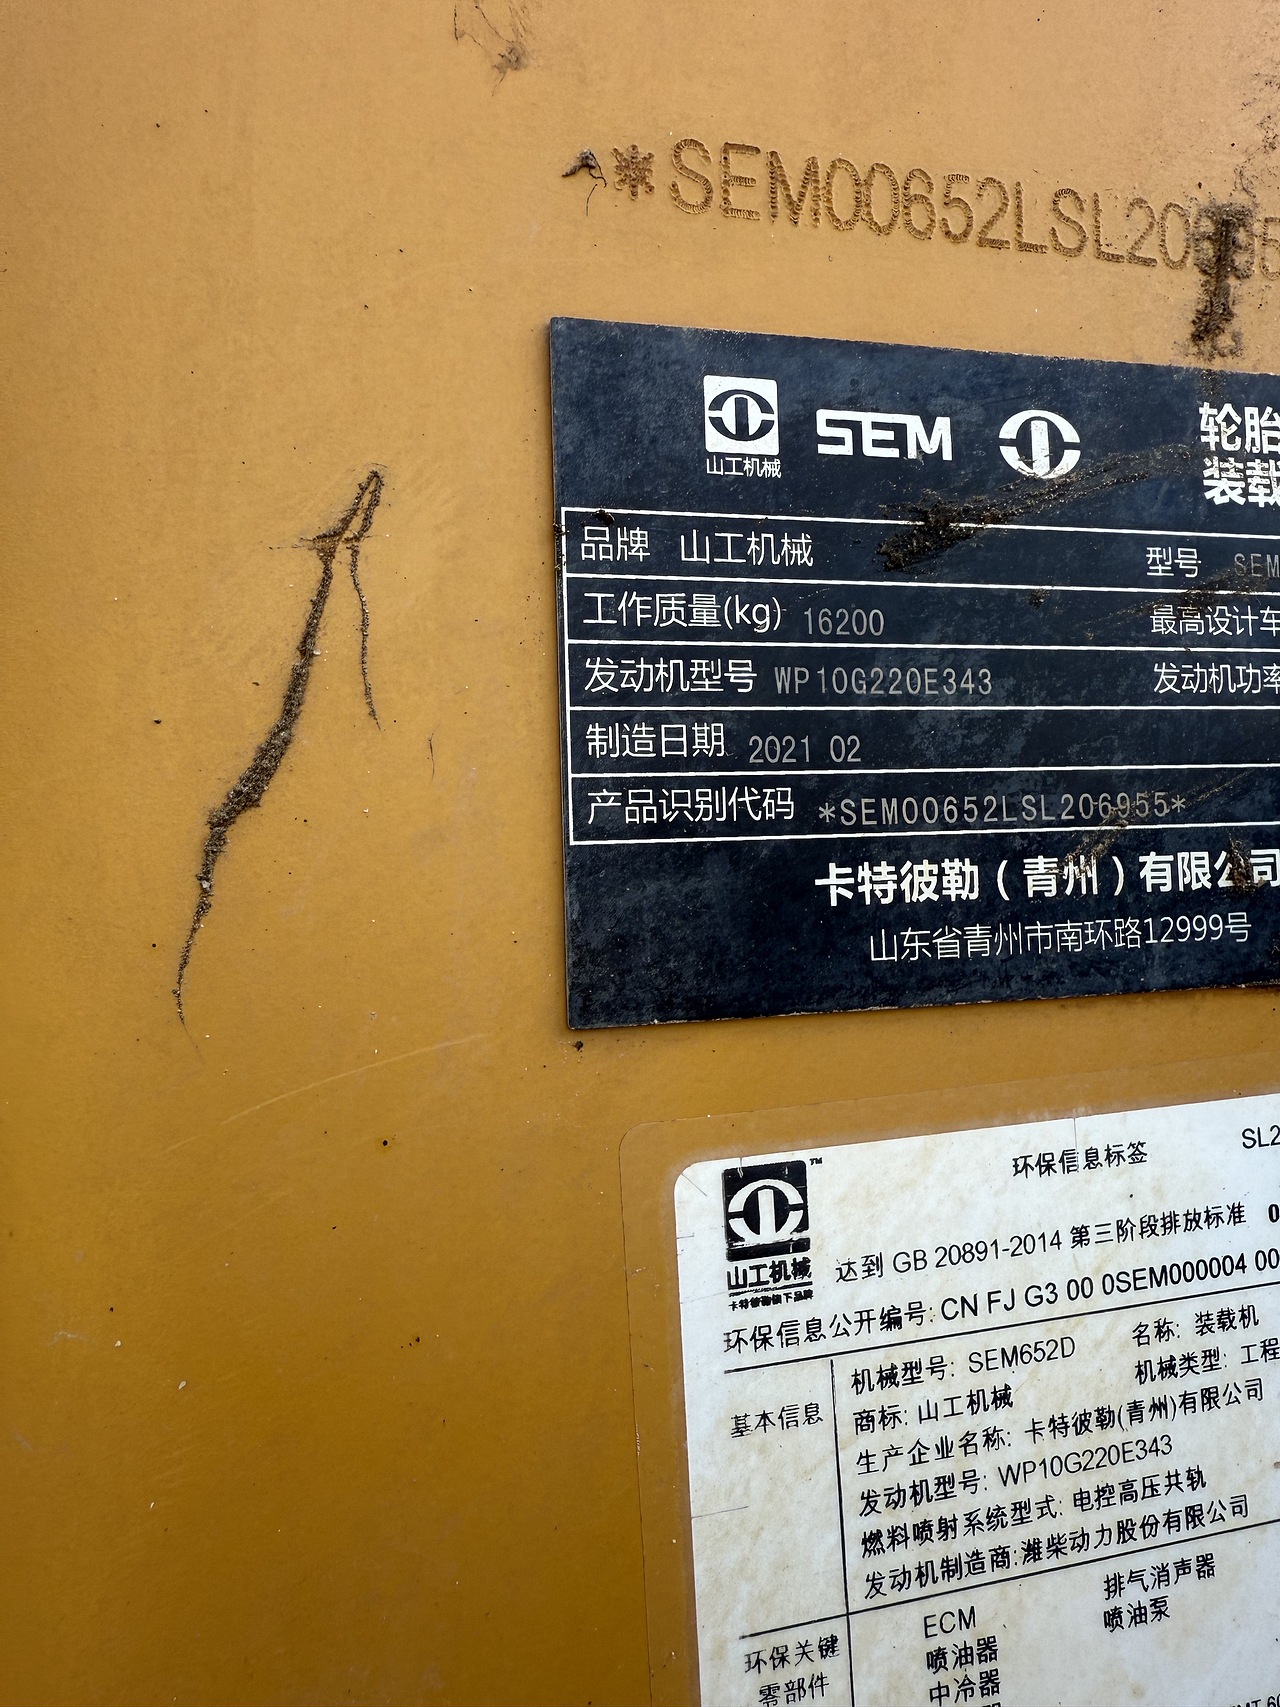 *SEM00652LSL20
山工机械
SEM
轮胎
装载
品牌 山工机械 型号 SEM
工作质量(kg) 16200 最高设计车
发动机型号 WP10G220E343 发动机功率
制造日期 2021 02
产品识别代码 *SEM00652LSL206955*
卡特彼勒（青州）有限公司
山东省青州市南环路12999号
环保信息标签 SL2
山工机械
卡特彼勒旗下品牌
达到 GB 20891-2014 第三阶段排放标准 0
环保信息公开编号: CN FJ G3 00 0SEM000004 00
基本信息
机械型号: SEM652D 名称: 装载机
商标: 山工机械 机械类型: 工程
生产企业名称: 卡特彼勒(青州)有限公司
发动机型号: WP10G220E343
燃料喷射系统型式: 电控高压共轨
发动机制造商:潍柴动力股份有限公司
环保关键
零部件
ECM 排气消声器
喷油器 喷油泵
中冷器